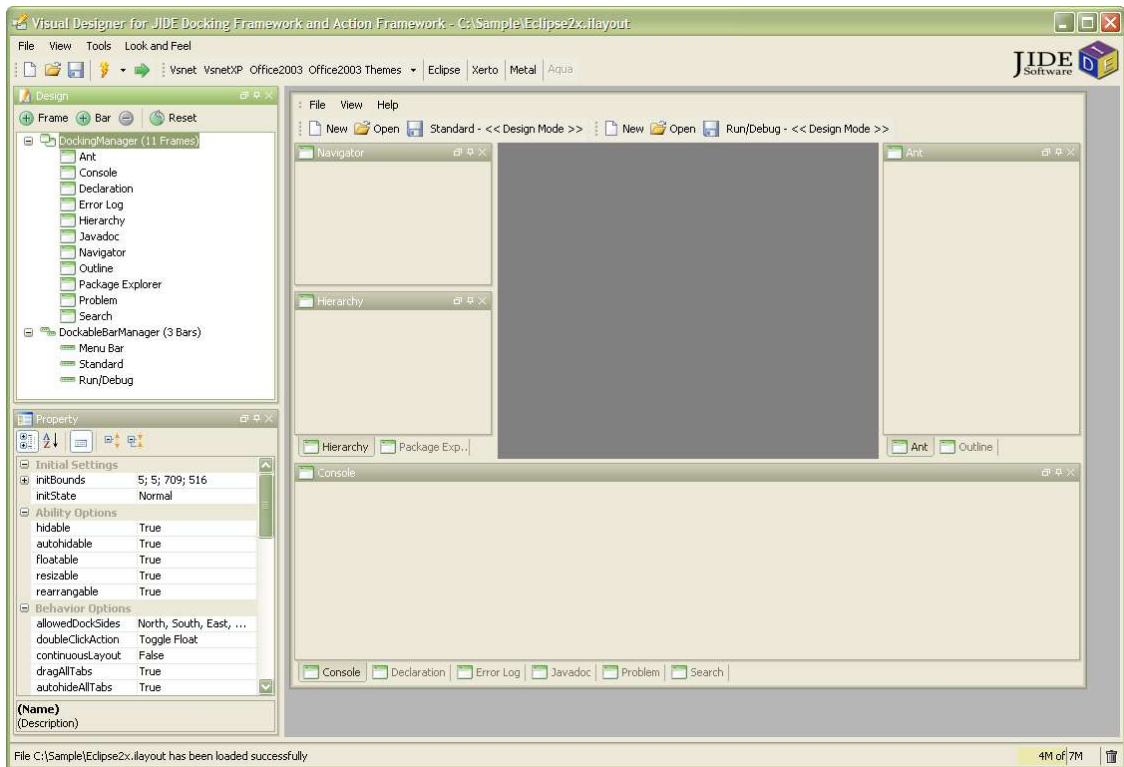 Visual Designer for JIDE Docking Framework and Action Framework - C:\Sample\Eclipse2x.ilayout
File View Tools Look and Feel
Vsnet VsnetXP Office2003 Office2003 Themes Eclipse Xerto Metal Aqua
JIDE Software
JIDE
Design
Frame Bar Reset
DockingManager (11 Frames)
Ant
Console
Declaration
Error Log
Hierarchy
Javadoc
Navigator
Outline
Package Explorer
Problem
Search
DockableBarManager (3 Bars)
Menu Bar
Standard
Run/Debug
Property
Initial Settings
initBounds 5; 5; 709; 516
initState Normal
Ability Options
hidable True
autohidable True
floatable True
resizable True
rearrangable True
Behavior Options
allowedDockSides North, South, East, ...
doubleClickAction Toggle Float
continuousLayout False
dragAllTabs True
autohideAllTabs True
(Name)
(Description)
File View Help
New Open Standard - << Design Mode >> New Open Run/Debug - << Design Mode >>
Navigator
Hierarchy
Hierarchy Package Exp..
Ant
Ant Outline
Console
Console Declaration Error Log Javadoc Problem Search
File C:\Sample\Eclipse2x.ilayout has been loaded successfully
4M of 7M